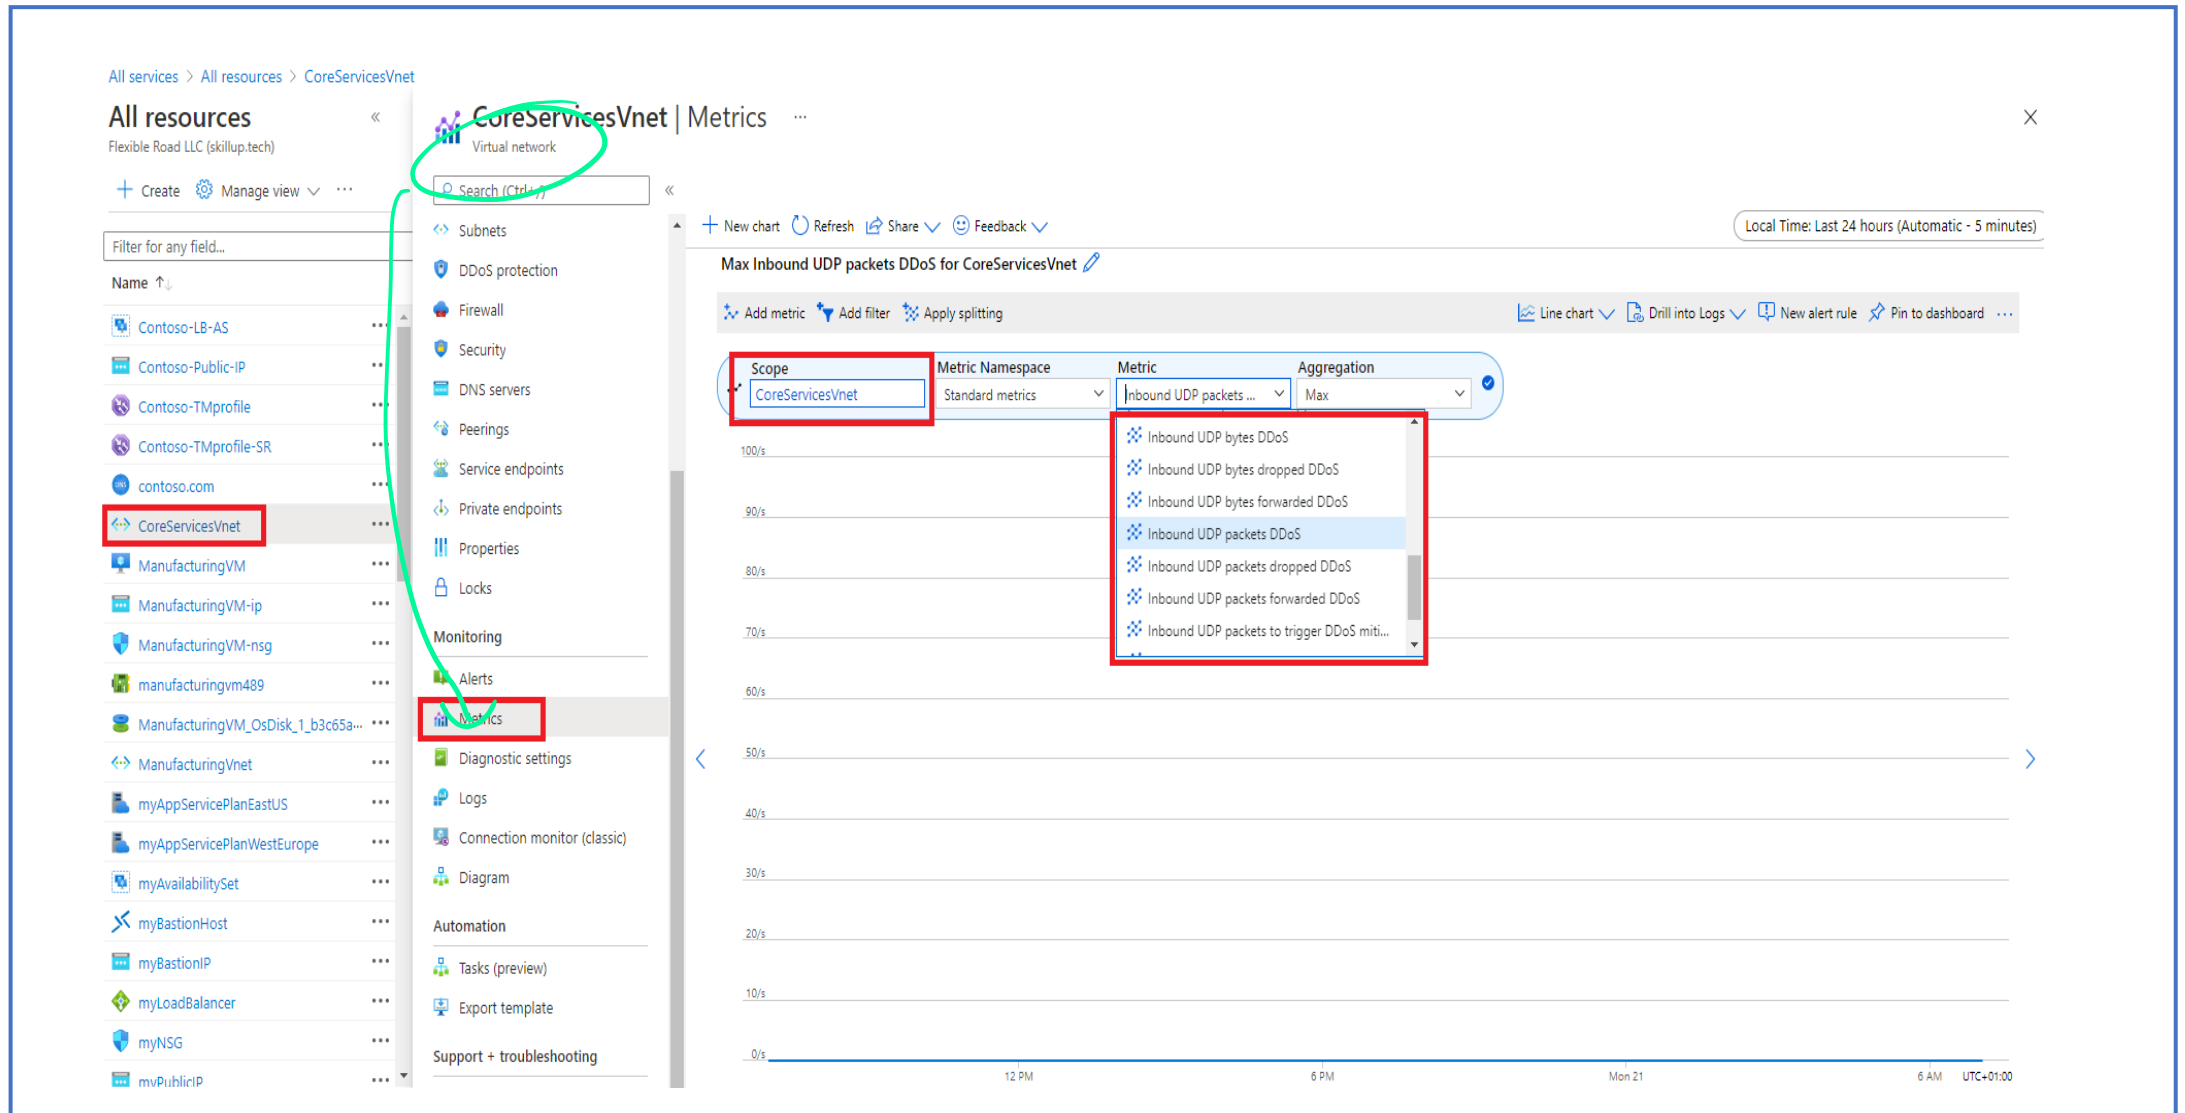 All services > All resources > CoreServicesVnet
All resources «
Flexible Road LLC (skillup.tech)
+ Create Manage view ···
Filter for any field...
Name ↑↓
Contoso-LB-AS ···
Contoso-Public-IP ···
Contoso-TMprofile ···
Contoso-TMprofile-SR ···
contoso.com ···
CoreServicesVnet ···
ManufacturingVM ···
ManufacturingVM-ip ···
ManufacturingVM-nsg ···
manufacturingvm489 ···
ManufacturingVM_OsDisk_1_b3c65a··· ···
ManufacturingVnet ···
myAppServicePlanEastUS ···
myAppServicePlanWestEurope ···
myAvailabilitySet ···
myBastionHost ···
myBastionIP ···
myLoadBalancer ···
myNSG ···
myPublicIP ···
CoreServicesVnet | Metrics ···
Virtual network
Search (Ctrl+/) «
Subnets
DDoS protection
Firewall
Security
DNS servers
Peerings
Service endpoints
Private endpoints
Properties
Locks
Monitoring
Alerts
Metrics
Diagnostic settings
Logs
Connection monitor (classic)
Diagram
Automation
Tasks (preview)
Export template
Support + troubleshooting
+ New chart Refresh Share Feedback
Local Time: Last 24 hours (Automatic - 5 minutes)
Max Inbound UDP packets DDoS for CoreServicesVnet
Add metric Add filter Apply splitting
Line chart Drill into Logs New alert rule Pin to dashboard ···
Scope Metric Namespace Metric Aggregation
CoreServicesVnet Standard metrics Inbound UDP packets ... Max
Inbound UDP bytes DDoS
Inbound UDP bytes dropped DDoS
Inbound UDP bytes forwarded DDoS
Inbound UDP packets DDoS
Inbound UDP packets dropped DDoS
Inbound UDP packets forwarded DDoS
Inbound UDP packets to trigger DDoS miti...
100/s
90/s
80/s
70/s
60/s
50/s
40/s
30/s
20/s
10/s
0/s
12 PM 6 PM Mon 21 6 AM UTC+01:00